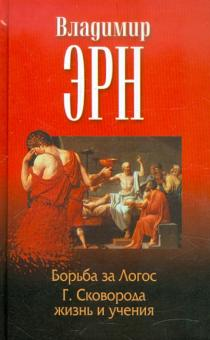 Владимир
ЭРН
Борьба за Логос
Г. Сковорода
жизнь и учения